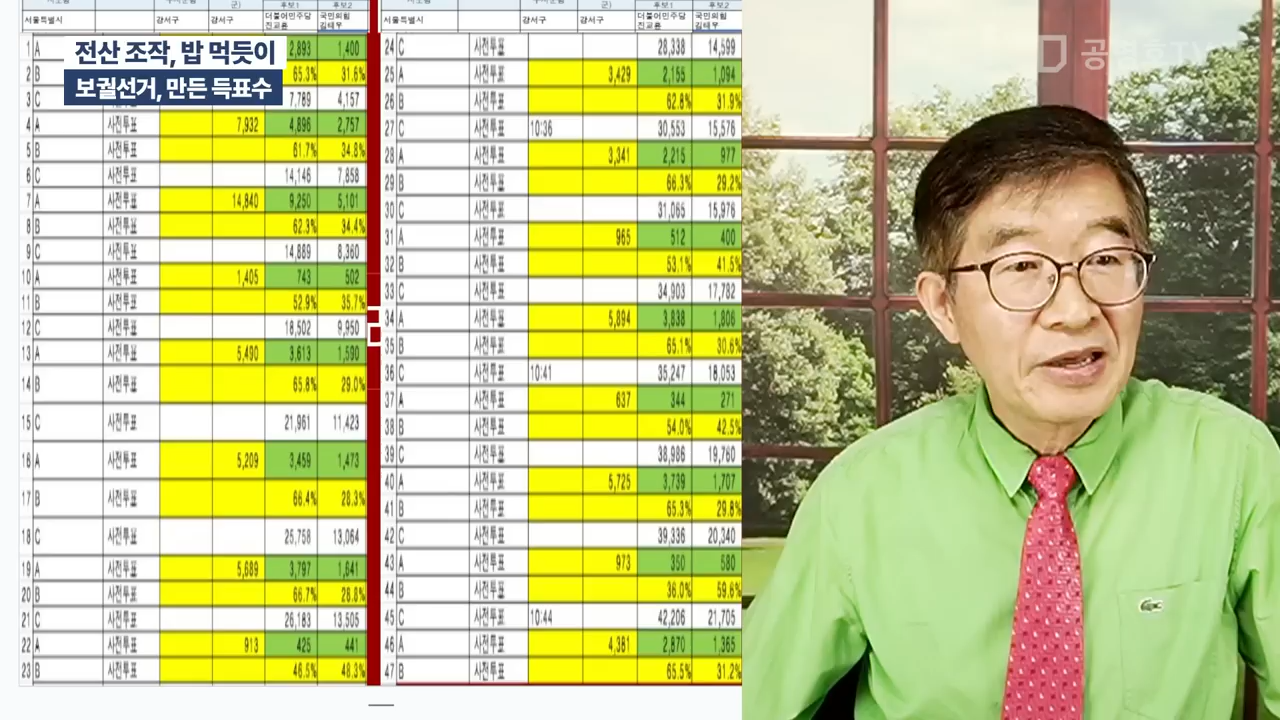 전산 조작, 밥 먹듯이
보궐선거, 만든 득표수
공병호TV
후보1 후보2
서울특별시 강서구 강서구 더불어민주당 국민의힘
진교훈 김태우
1 A 2,893 1,400
2 B 65.3% 31.6%
3 C 7,789 4,157
4 A 사전투표 7,932 4,896 2,757
5 B 사전투표 61.7% 34.8%
6 C 사전투표 14,146 7,858
7 A 사전투표 14,840 9,250 5,101
8 B 사전투표 62.3% 34.4%
9 C 사전투표 14,889 8,360
10 A 사전투표 1,405 743 502
11 B 사전투표 52.9% 35.7%
12 C 사전투표 18,502 9,950
13 A 사전투표 5,490 3,613 1,590
14 B 사전투표 65.8% 29.0%
15 C 사전투표 21,961 11,423
16 A 사전투표 5,209 3,459 1,473
17 B 사전투표 66.4% 28.3%
18 C 사전투표 25,758 13,064
19 A 사전투표 5,689 3,797 1,641
20 B 사전투표 66.7% 28.8%
21 C 사전투표 26,183 13,505
22 A 사전투표 913 425 441
23 B 사전투표 46.5% 48.3%
서울특별시 강서구 강서구 더불어민주당 국민의힘
진교훈 김태우
24 C 사전투표 28,338 14,599
25 A 사전투표 3,429 2,155 1,094
26 B 사전투표 62.8% 31.9%
27 C 사전투표 10:36 30,553 15,576
28 A 사전투표 3,341 2,215 977
29 B 사전투표 66.3% 29.2%
30 C 사전투표 31,065 15,976
31 A 사전투표 965 512 400
32 B 사전투표 53.1% 41.5%
33 C 사전투표 34,903 17,782
34 A 사전투표 5,894 3,838 1,806
35 B 사전투표 65.1% 30.6%
36 C 사전투표 10:41 35,247 18,053
37 A 사전투표 637 344 271
38 B 사전투표 54.0% 42.5%
39 C 사전투표 38,986 19,760
40 A 사전투표 5,725 3,739 1,707
41 B 사전투표 65.3% 29.8%
42 C 사전투표 39,336 20,340
43 A 사전투표 973 350 580
44 B 사전투표 36.0% 59.6%
45 C 사전투표 10:44 42,206 21,705
46 A 사전투표 4,381 2,870 1,365
47 B 사전투표 65.5% 31.2%